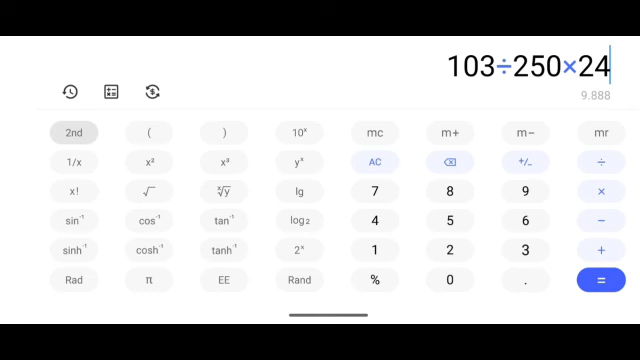 103÷250×24
9.888
2nd ( ) 10ˣ mc m+ m− mr
1/x x² x³ yˣ AC +/− ÷
x! √ ˣ√y lg 7 8 9 ×
sin⁻¹ cos⁻¹ tan⁻¹ log₂ 4 5 6 −
sinh⁻¹ cosh⁻¹ tanh⁻¹ 2ˣ 1 2 3 +
Rad π EE Rand % 0 . =